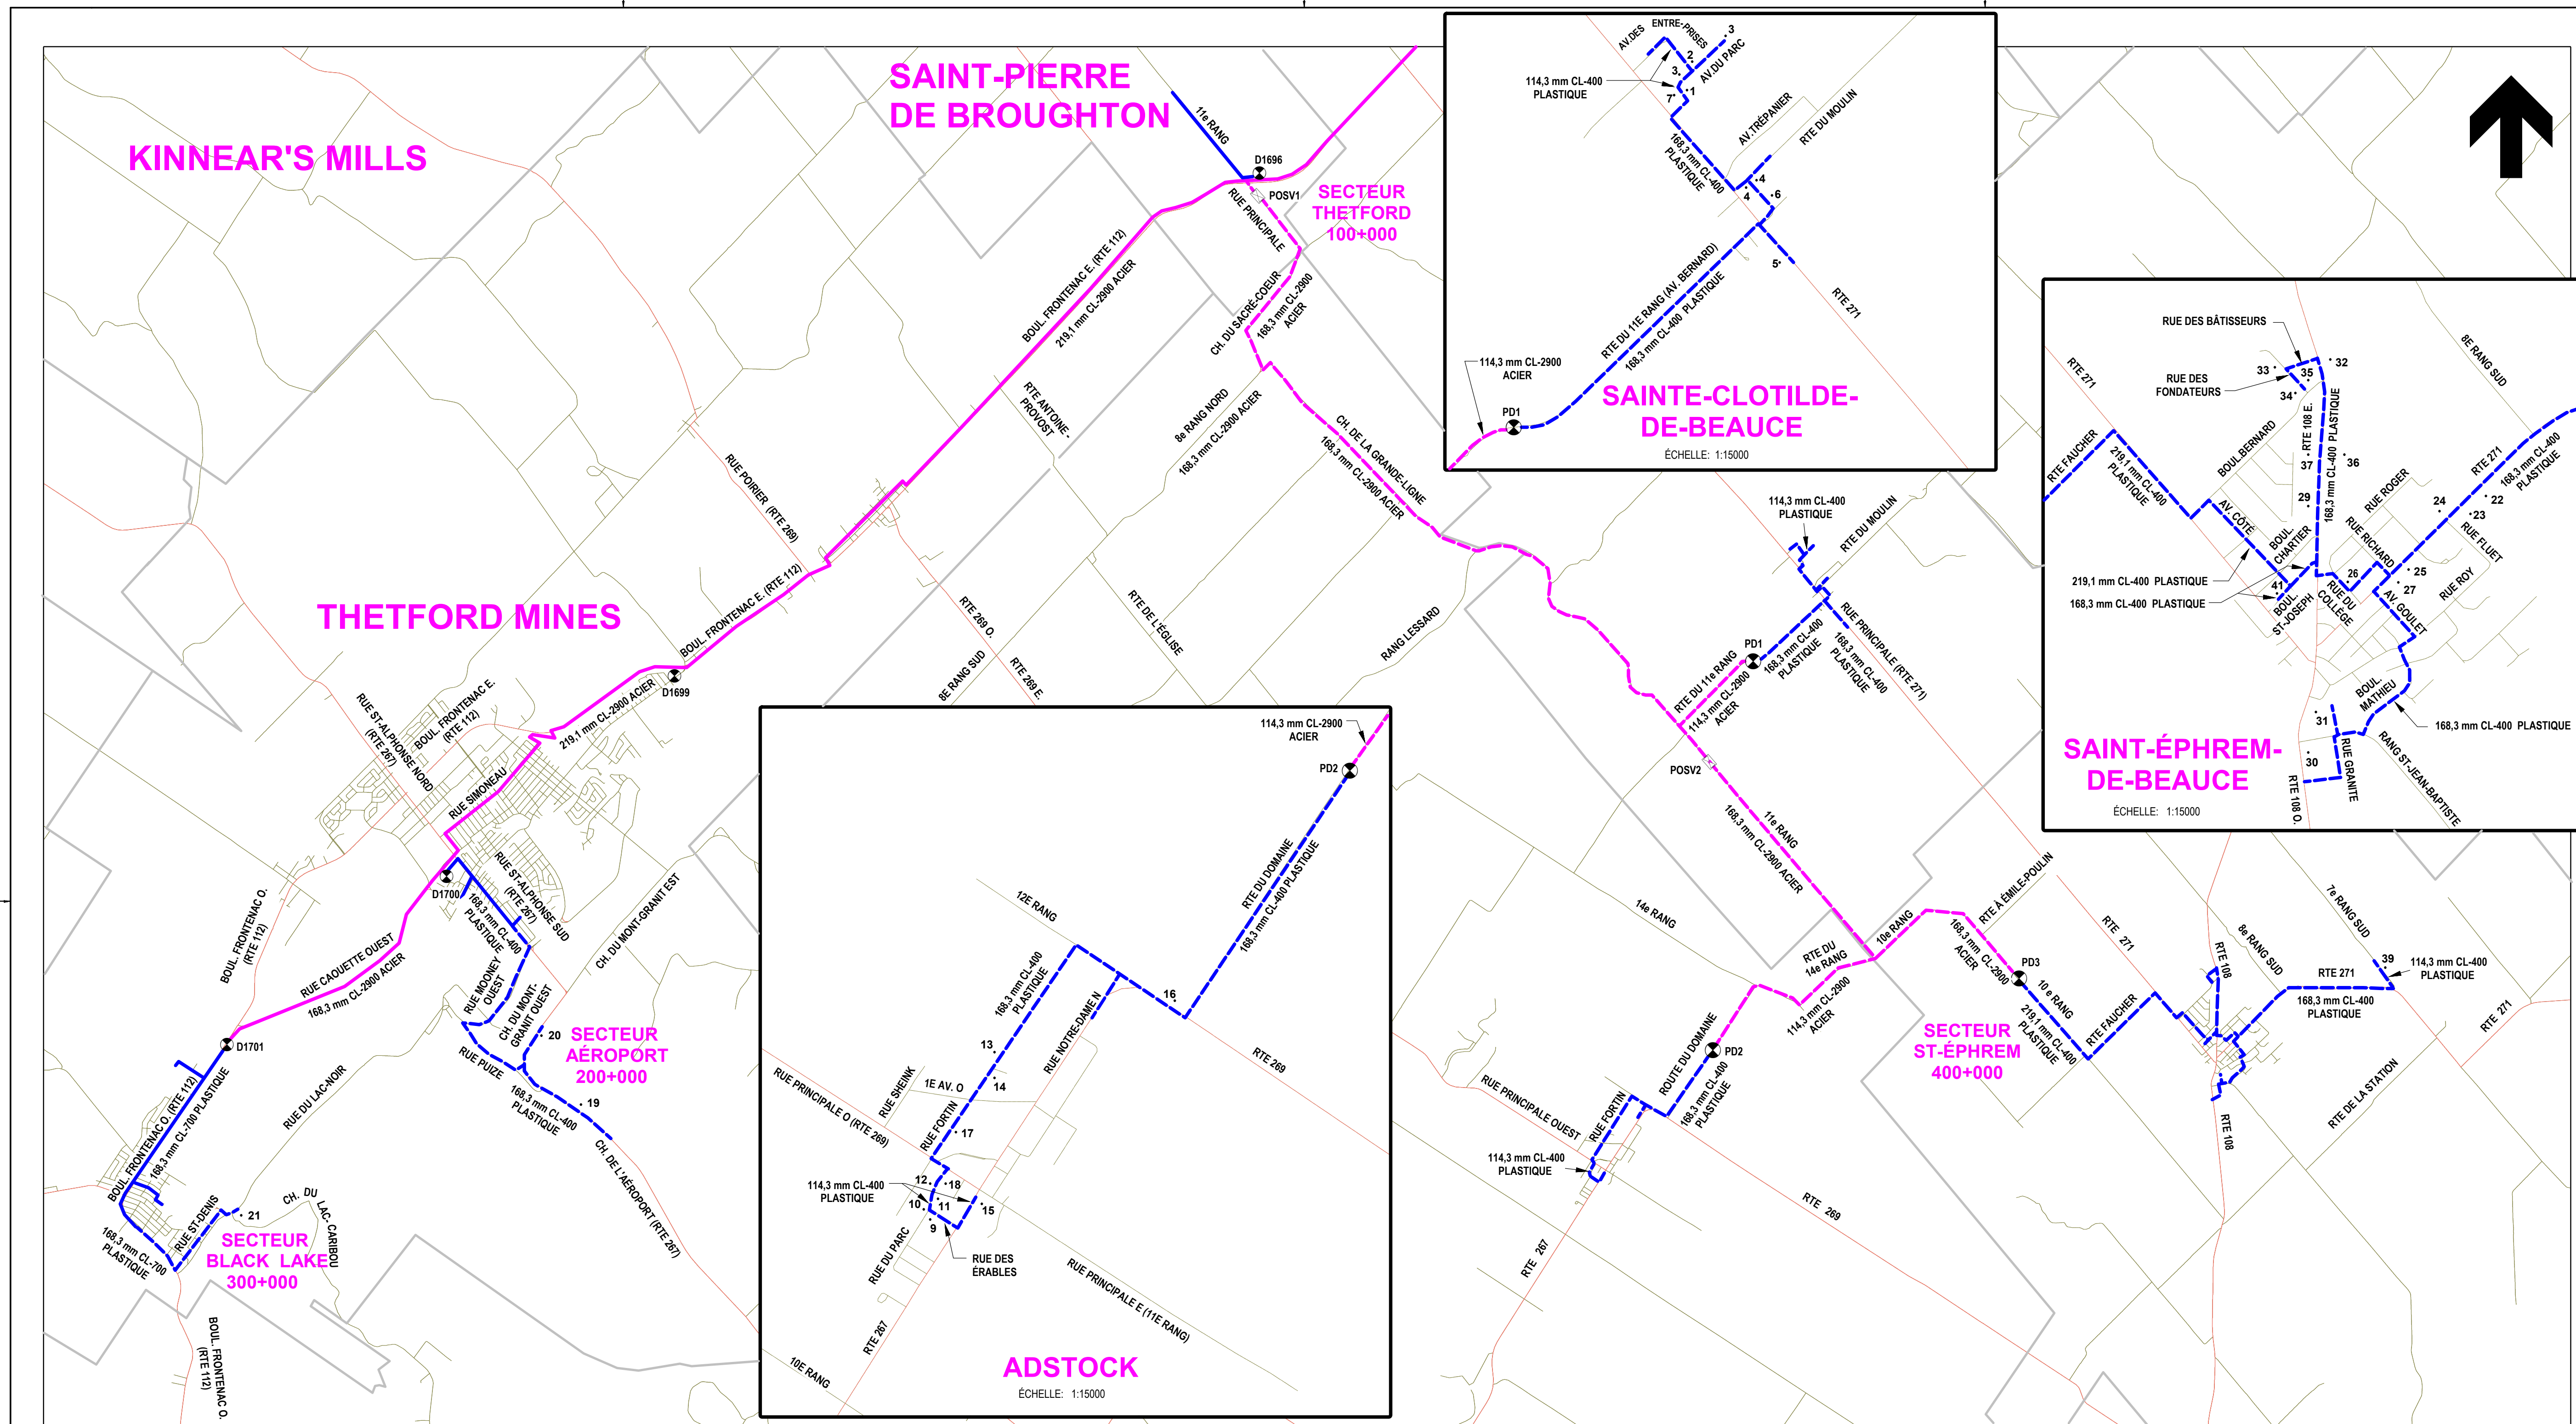 SAINT-PIERRE
DE BROUGHTON
KINNEAR'S MILLS
11e RANG
D1696
POSV1
RUE PRINCIPALE
SECTEUR
THETFORD
100+000
BOUL. FRONTENAC E. (RTE 112)
219,1 mm CL-2900 ACIER
CH. DU SACRÉ-COEUR
168,3 mm CL-2900
ACIER
RTE ANTOINE-
PROVOST
8e RANG NORD
168,3 mm CL-2900 ACIER
CH. DE LA GRANDE-LIGNE
168,3 mm CL-2900 ACIER
RUE POIRIER (RTE 269)
THETFORD MINES
BOUL. FRONTENAC E. (RTE 112)
D1699
219,1 mm CL-2900 ACIER
RTE 269 O.
RTE 269 E.
8E RANG SUD
RTE DE L'ÉGLISE
RANG LESSARD
RUE ST-ALPHONSE NORD
(RTE 267)
BOUL. FRONTENAC E.
(RTE 112)
RUE SIMONEAU
D1700
168,3 mm CL-400
PLASTIQUE
RUE ST-ALPHONSE SUD
(RTE 267)
CH. DU MONT-GRANIT EST
BOUL. FRONTENAC O.
(RTE 112)
RUE CAOUETTE OUEST
168,3 mm CL-2900 ACIER
RUE MOONEY
OUEST
CH. DU MONT-
GRANIT OUEST
20
SECTEUR
AÉROPORT
200+000
RUE PUIZE
168,3 mm CL-400
PLASTIQUE
19
CH. DE L'AÉROPORT (RTE 267)
D1701
RUE DU LAC-NOIR
BOUL. FRONTENAC O. (RTE 112)
168,3 mm CL-700 PLASTIQUE
168,3 mm CL-700
PLASTIQUE
RUE ST-DENIS
21
CH. DU
LAC- CARIBOU
SECTEUR
BLACK LAKE
300+000
BOUL. FRONTENAC O.
(RTE 112)
114,3 mm CL-2900
ACIER
PD2
RTE DU DOMAINE
168,3 mm CL-400 PLASTIQUE
12E RANG
168,3 mm CL-400
PLASTIQUE
16
RUE NOTRE-DAME N
RTE 269
13
14
RUE SHEINK
1E AV. O
RUE PRINCIPALE O (RTE 269)
RUE FORTIN
17
114,3 mm CL-400
PLASTIQUE
12
18
10
11
15
9
RUE DU PARC
RUE DES
ÉRABLES
RUE PRINCIPALE E (11E RANG)
RTE 267
10E RANG
ADSTOCK
ÉCHELLE: 1:15000
AV.DES
ENTRE-
PRISES
3
2
3
AV.DU PARC
114,3 mm CL-400
PLASTIQUE
1
7
AV.TRÉPANIER
RTE DU MOULIN
168,3 mm CL-400
PLASTIQUE
4
4
6
5
RTE DU 11E RANG (AV. BERNARD)
168,3 mm CL-400 PLASTIQUE
RTE 271
114,3 mm CL-2900
ACIER
PD1
SAINTE-CLOTILDE-
DE-BEAUCE
ÉCHELLE: 1:15000
114,3 mm CL-400
PLASTIQUE
RTE DU MOULIN
PD1
RTE DU 11e RANG
114,3 mm CL-2900
ACIER
168,3 mm CL-400
PLASTIQUE
RUE PRINCIPALE (RTE 271)
168,3 mm CL-400
PLASTIQUE
POSV2
11e RANG
168,3 mm CL-2900 ACIER
14e RANG
RTE DU
14e RANG
10e RANG
114,3 mm CL-2900
ACIER
RTE À ÉMILE-POULIN
168,3 mm CL-2900
ACIER
PD3
10 e RANG
219,1 mm CL-400
PLASTIQUE
RTE FAUCHER
SECTEUR
ST-ÉPHREM
400+000
ROUTE DU DOMAINE
PD2
168,3 mm CL-400
PLASTIQUE
RUE PRINCIPALE OUEST
RUE FORTIN
114,3 mm CL-400
PLASTIQUE
RTE 267
RTE 269
RTE 271
RTE 108
8e RANG SUD
7e RANG SUD
39
114,3 mm CL-400
PLASTIQUE
RTE 271
168,3 mm CL-400
PLASTIQUE
RTE 271
RTE DE LA STATION
RTE 108
RUE DES BÂTISSEURS
32
33
35
RUE DES
FONDATEURS
34
8E RANG SUD
RTE 271
RTE FAUCHER
219,1 mm CL-400
PLASTIQUE
BOUL.BERNARD
RTE 108 E.
168,3 mm CL-400 PLASTIQUE
37
36
29
AV. CÔTÉ
BOUL.
CHARTIER
RUE RICHARD
RUE ROGER
24
22
23
RTE 271
168,3 mm CL-400
PLASTIQUE
RUE FLUET
219,1 mm CL-400 PLASTIQUE
168,3 mm CL-400 PLASTIQUE
41
BOUL.
ST-JOSEPH
RUE DU
COLLÈGE
26
25
27
AV. GOULET
RUE ROY
BOUL.
MATHIEU
168,3 mm CL-400 PLASTIQUE
31
30
RUE GRANITE
RANG ST-JEAN-BAPTISTE
RTE 108 O.
SAINT-ÉPHREM-
DE-BEAUCE
ÉCHELLE: 1:15000